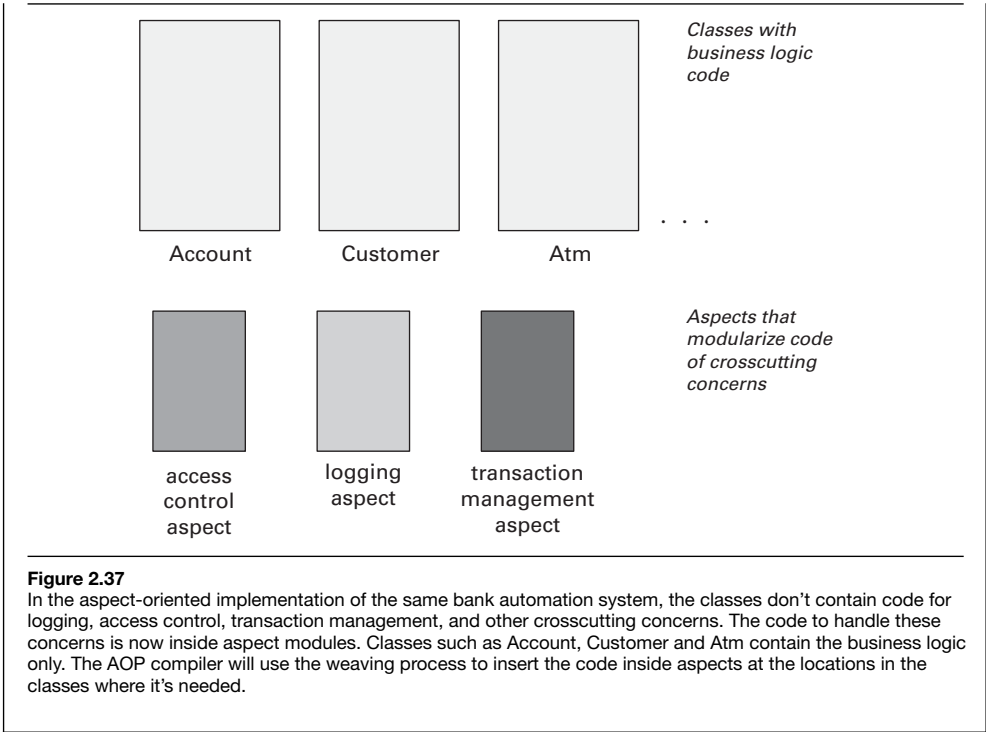 Classes with
business logic
code
. . .
Account
Customer
Atm
Aspects that
modularize code
of crosscutting
concerns
access
control
aspect
logging
aspect
transaction
management
aspect
Figure 2.37
In the aspect-oriented implementation of the same bank automation system, the classes don’t contain code for
logging, access control, transaction management, and other crosscutting concerns. The code to handle these
concerns is now inside aspect modules. Classes such as Account, Customer and Atm contain the business logic
only. The AOP compiler will use the weaving process to insert the code inside aspects at the locations in the
classes where it’s needed.